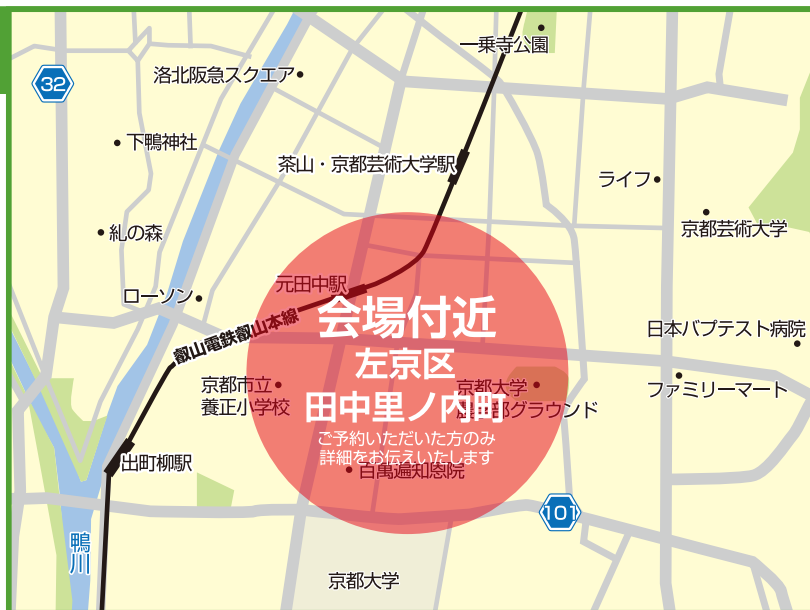 一乗寺公園
32
洛北阪急スクエア
下鴨神社
茶山・京都芸術大学駅
ライフ
京都芸術大学
糺の森
元田中駅
ローソン
会場付近
叡山電鉄叡山本線
日本バプテスト病院
左京区
京都市立
養正小学校
京都大学
農学部グラウンド
ファミリーマート
田中里ノ内町
ご予約いただいた方のみ
詳細をお伝えいたします
出町柳駅
百萬遍知恩院
101
鴨川
京都大学